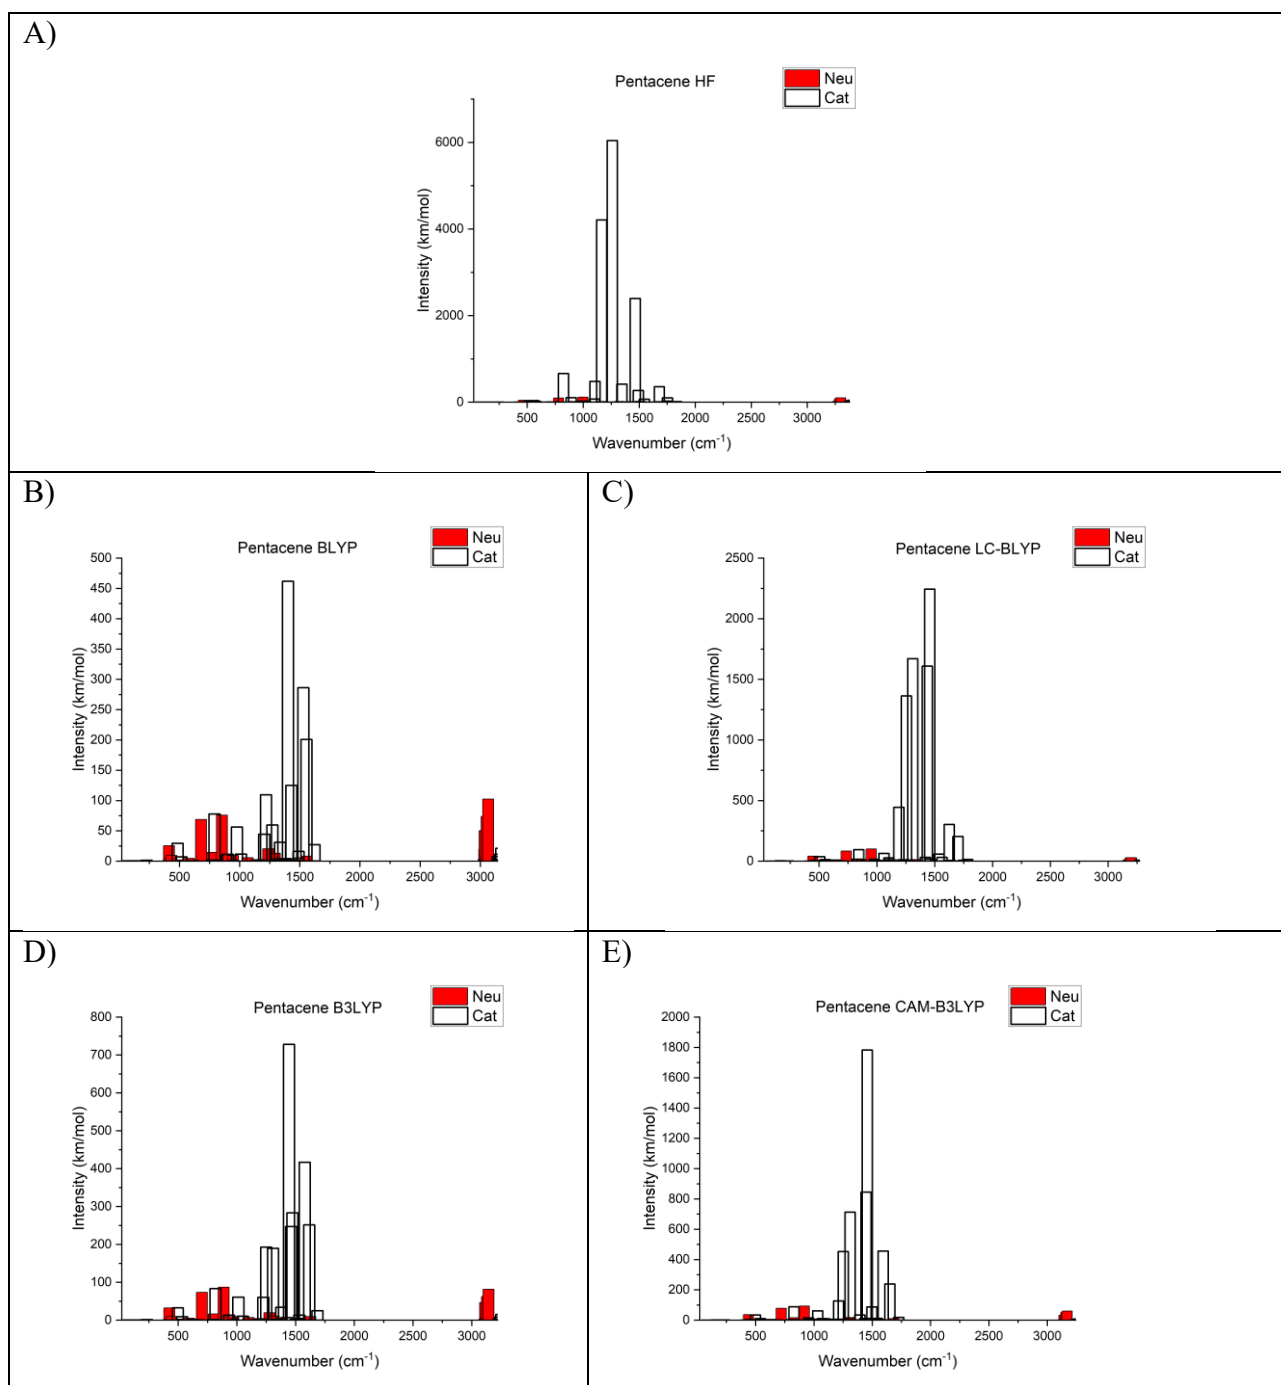 A)
Pentacene HF
Neu
Cat
Intensity (km/mol)
6000
4000
2000
0
500 1000 1500 2000 2500 3000
Wavenumber (cm⁻¹)
B)
Pentacene BLYP
Neu
Cat
Intensity (km/mol)
500
450
400
350
300
250
200
150
100
50
0
500 1000 1500 2000 2500 3000
Wavenumber (cm⁻¹)
C)
Pentacene LC-BLYP
Neu
Cat
Intensity (km/mol)
2500
2000
1500
1000
500
0
500 1000 1500 2000 2500 3000
Wavenumber (cm⁻¹)
D)
Pentacene B3LYP
Neu
Cat
Intensity (km/mol)
800
700
600
500
400
300
200
100
0
500 1000 1500 2000 2500 3000
Wavenumber (cm⁻¹)
E)
Pentacene CAM-B3LYP
Neu
Cat
Intensity (km/mol)
2000
1800
1600
1400
1200
1000
800
600
400
200
0
500 1000 1500 2000 2500 3000
Wavenumber (cm⁻¹)